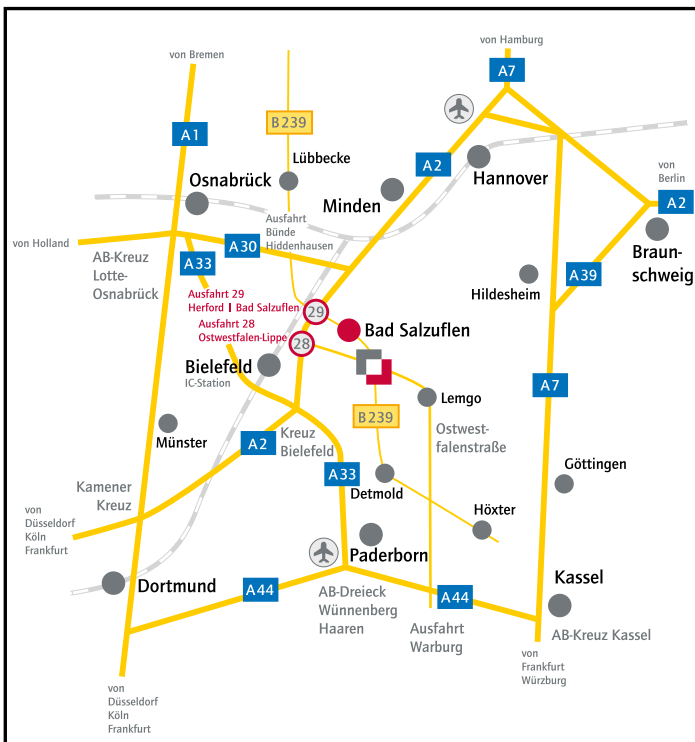 von Hamburg
von Bremen
A7
B239
A1
Lübbecke
A2
Hannover
von
Berlin
Osnabrück
Minden
A2
Ausfahrt
Bünde
Hiddenhausen
von Holland
A30
AB-Kreuz
Lotte-
Osnabrück
A33
Braun-
schweig
A39
Hildesheim
Ausfahrt 29
Herford I Bad Salzuflen
29
Ausfahrt 28
Ostwestfalen-Lippe
28
Bad Salzuflen
Bielefeld
IC-Station
A7
Lemgo
B239
Münster
A2
Kreuz
Bielefeld
Ostwest-
falenstraße
A33
Göttingen
Kamener
Kreuz
Detmold
Höxter
von
Düsseldorf
Köln
Frankfurt
Paderborn
Dortmund
A44
AB-Dreieck
Wünnenberg
Haaren
A44
Kassel
Ausfahrt
Warburg
AB-Kreuz Kassel
von
Frankfurt
Würzburg
von
Düsseldorf
Köln
Frankfurt